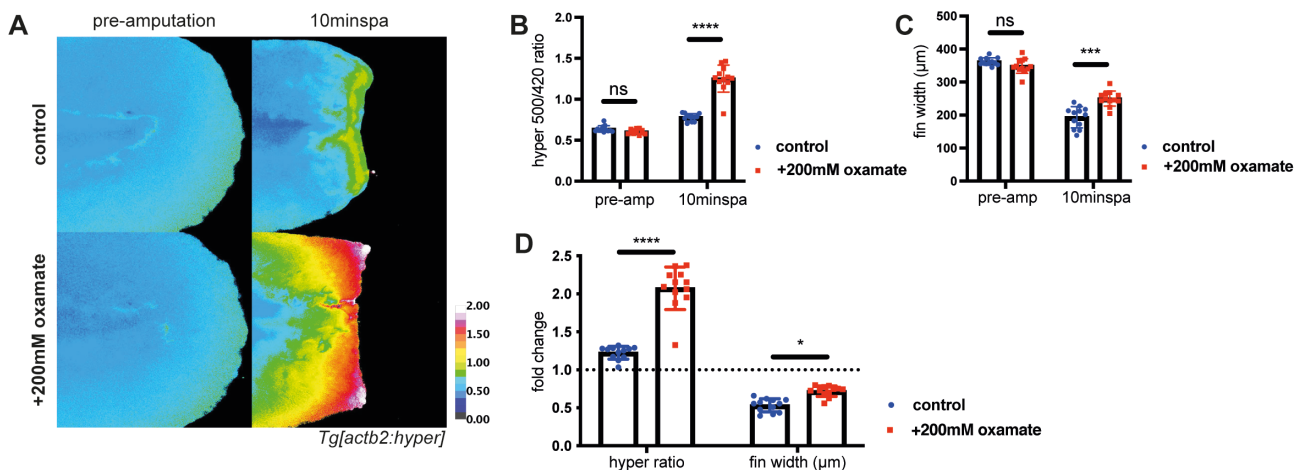 A
pre-amputation
10minspa
control
+200mM oxamate
2.00
1.50
1.00
0.50
0.00
Tg[actb2:hyper]
B
hyper 500/420 ratio
2.0
1.5
1.0
0.5
0.0
ns
****
pre-amp
10minspa
control
+200mM oxamate
C
fin width (µm)
500
400
300
200
100
0
ns
***
pre-amp
10minspa
control
+200mM oxamate
D
fold change
2.5
2.0
1.5
1.0
0.5
0.0
****
*
hyper ratio
fin width (µm)
control
+200mM oxamate